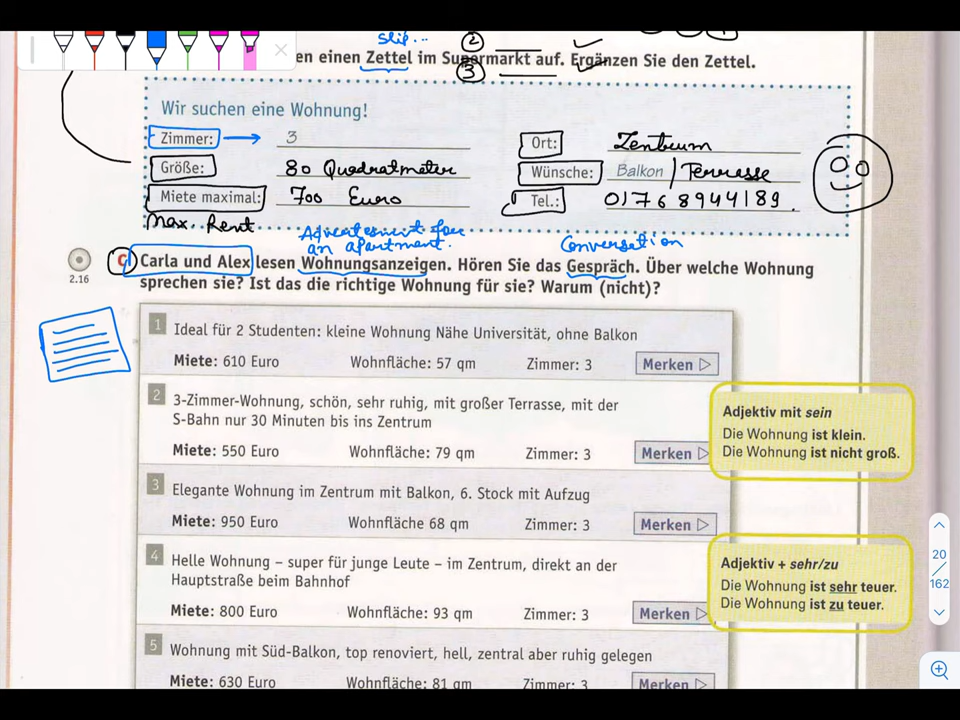 slip...
②
③
en einen Zettel im Supermarkt auf. Ergänzen Sie den Zettel.
Wir suchen eine Wohnung!
Zimmer: 3
Größe: 80 Quadratmeter
Miete maximal: 700 Euro
Max. Rent
Ort: Zentrum
Wünsche: Balkon / Terrasse
Tel.: 01768944189.
Advertesment for
an apartment.
Conversation
2.16
C Carla und Alex lesen Wohnungsanzeigen. Hören Sie das Gespräch. Über welche Wohnung
sprechen sie? Ist das die richtige Wohnung für sie? Warum (nicht)?
1 Ideal für 2 Studenten: kleine Wohnung Nähe Universität, ohne Balkon
Miete: 610 Euro Wohnfläche: 57 qm Zimmer: 3 Merken ▷
2 3-Zimmer-Wohnung, schön, sehr ruhig, mit großer Terrasse, mit der
S-Bahn nur 30 Minuten bis ins Zentrum
Miete: 550 Euro Wohnfläche: 79 qm Zimmer: 3 Merken ▷
3 Elegante Wohnung im Zentrum mit Balkon, 6. Stock mit Aufzug
Miete: 950 Euro Wohnfläche 68 qm Zimmer: 3 Merken ▷
4 Helle Wohnung – super für junge Leute – im Zentrum, direkt an der
Hauptstraße beim Bahnhof
Miete: 800 Euro Wohnfläche: 93 qm Zimmer: 3 Merken ▷
5 Wohnung mit Süd-Balkon, top renoviert, hell, zentral aber ruhig gelegen
Miete: 630 Euro Wohnfläche: 81 qm Zimmer: 3 Merken ▷
Adjektiv mit sein
Die Wohnung ist klein.
Die Wohnung ist nicht groß.
Adjektiv + sehr/zu
Die Wohnung ist sehr teuer.
Die Wohnung ist zu teuer.
20
162